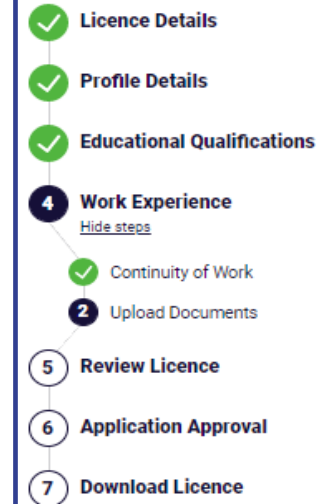 Licence Details
Profile Details
Educational Qualifications
4 Work Experience
Hide steps
Continuity of Work
2 Upload Documents
5 Review Licence
6 Application Approval
7 Download Licence